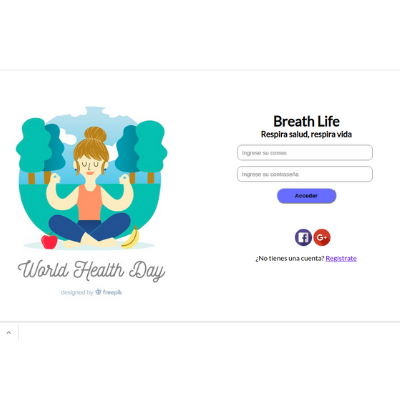 Breath Life
Respira salud, respira vida
Ingrese su correo
Ingrese su contraseña
Acceder
¿No tienes una cuenta? Regístrate
World Health Day
designed by freepik